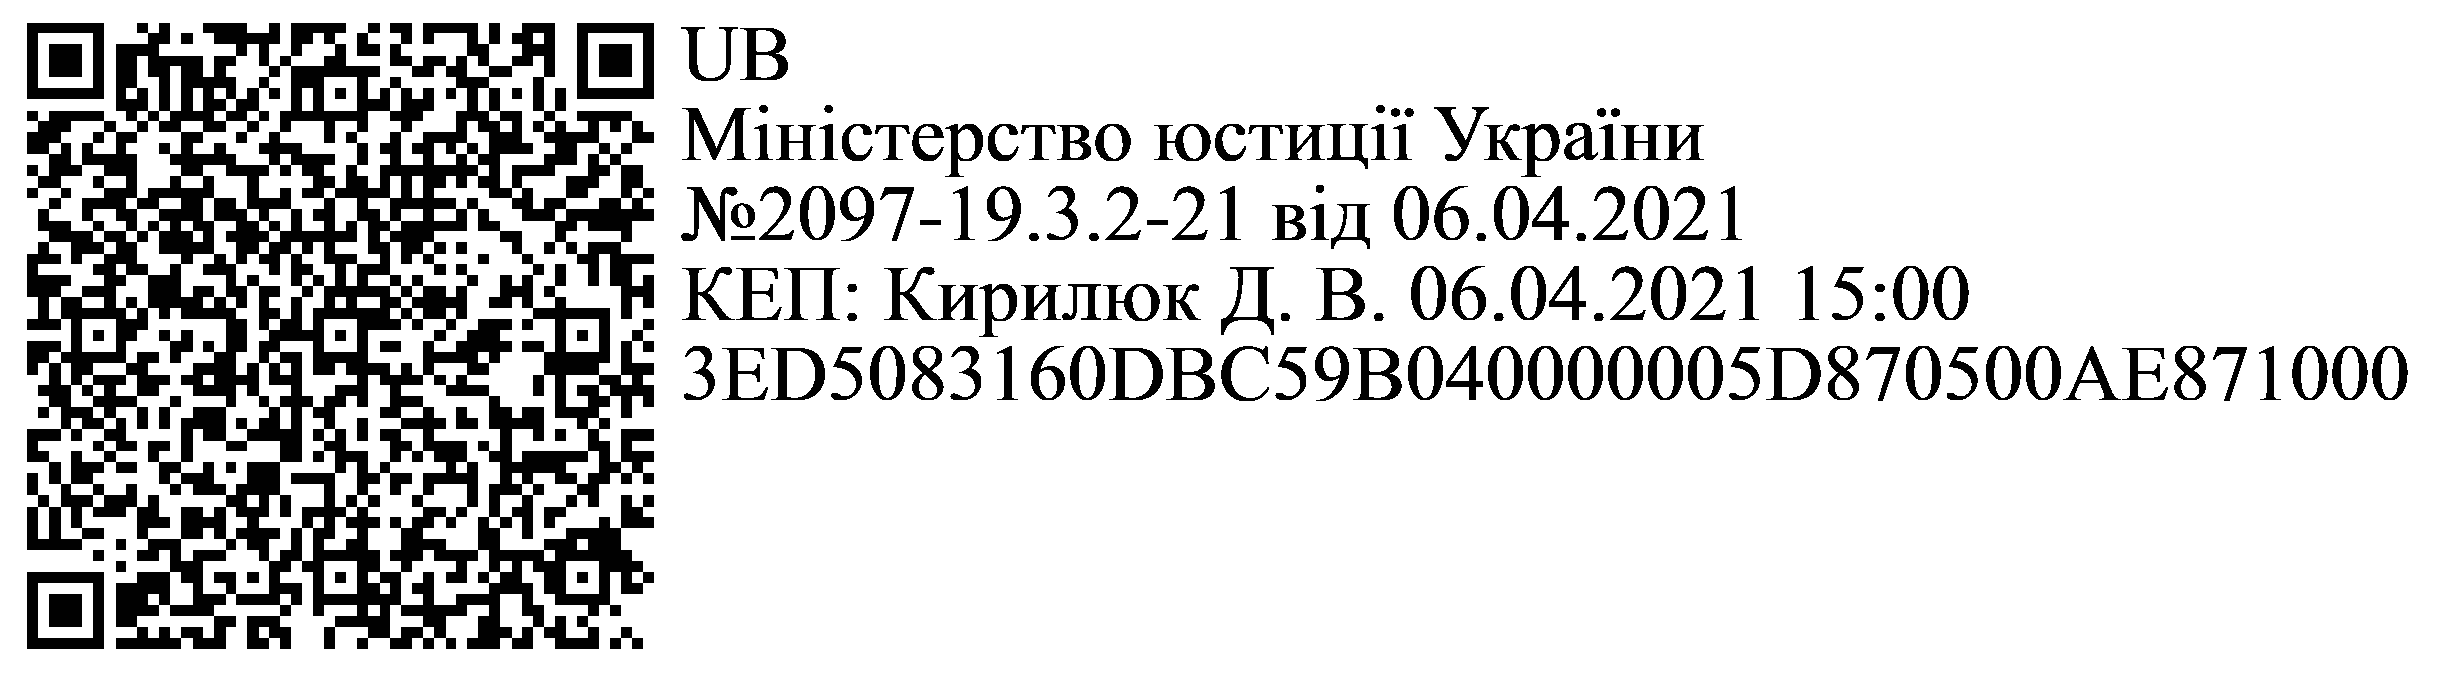 UB
Міністерство юстиції України
№2097-19.3.2-21 від 06.04.2021
КЕП: Кирилюк Д. В. 06.04.2021 15:00
3ED5083160DBC59B040000005D870500AE871000